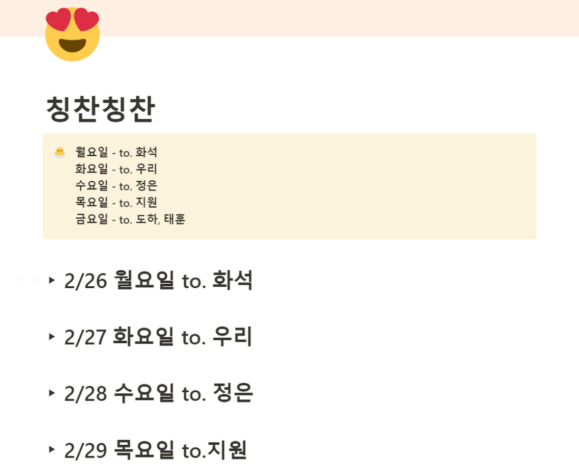 칭찬칭찬
월요일 - to. 화석
화요일 - to. 우리
수요일 - to. 정은
목요일 - to. 지원
금요일 - to. 도하, 태훈
2/26 월요일 to. 화석
2/27 화요일 to. 우리
2/28 수요일 to. 정은
2/29 목요일 to.지원